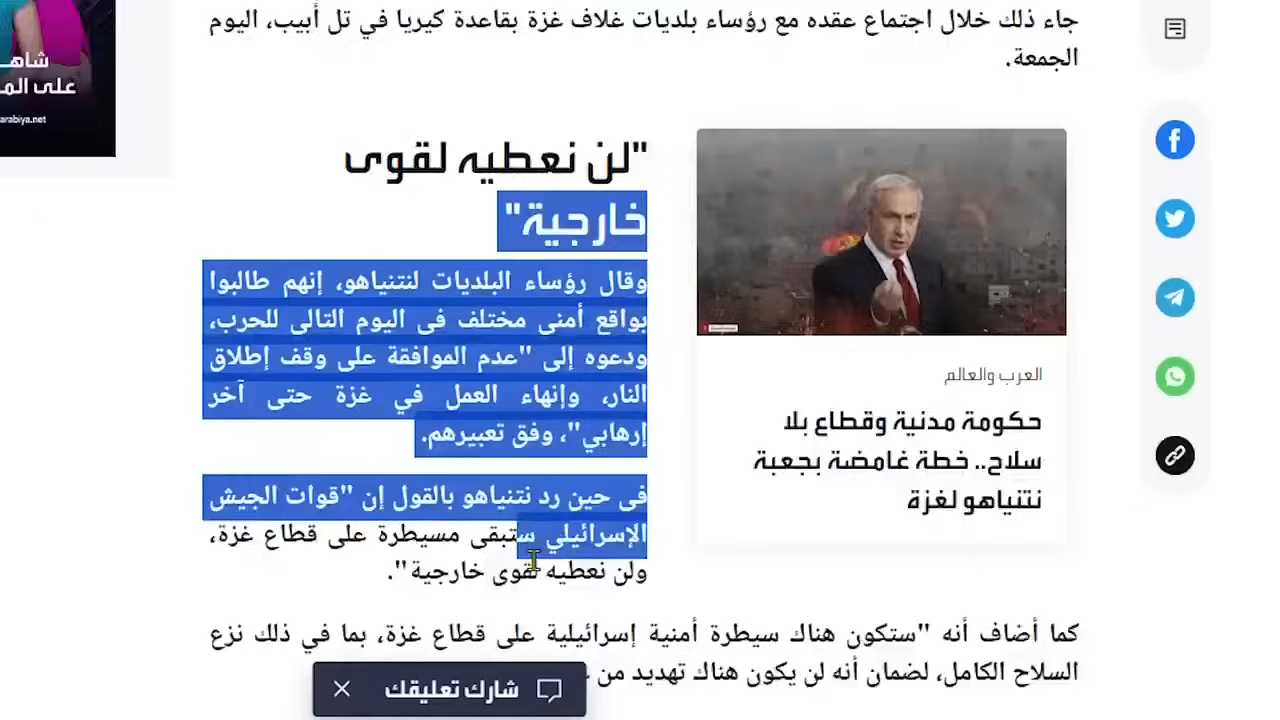 جاء ذلك خلال اجتماع عقده مع رؤساء بلديات غلاف غزة بقاعدة كيريا في تل أبيب، اليوم
الجمعة.
"لن نعطيه لقوى
خارجية"
وقال رؤساء البلديات لنتنياهو، إنهم طالبوا
بواقع أمني مختلف في اليوم التالي للحرب،
ودعوه إلى "عدم الموافقة على وقف إطلاق
النار، وإنهاء العمل في غزة حتى آخر
إرهابي"، وفق تعبيرهم.
في حين رد نتنياهو بالقول إن "قوات الجيش
الإسرائيلي ستبقى مسيطرة على قطاع غزة،
ولن نعطيه لقوى خارجية".
العرب والعالم
حكومة مدنية وقطاع بلا
سلاح.. خطة غامضة بجعبة
نتنياهو لغزة
كما أضاف أنه "ستكون هناك سيطرة أمنية إسرائيلية على قطاع غزة، بما في ذلك نزع
السلاح الكامل، لضمان أنه لن يكون هناك تهديد من
شارك تعليقك
على
arabiya.net